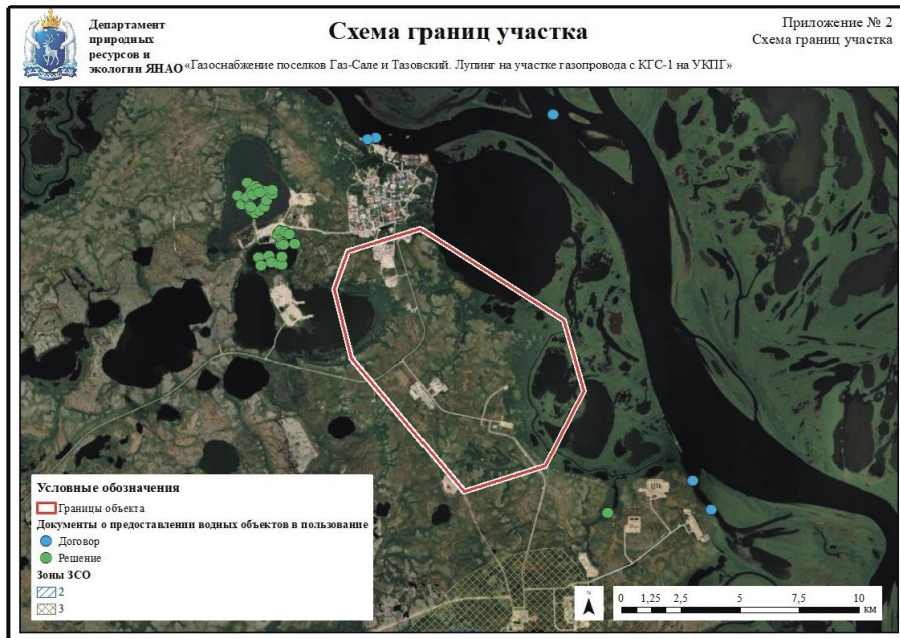 Департамент
природных
ресурсов и
экологии ЯНАО
Схема границ участка
Приложение № 2
Схема границ участка
«Газоснабжение поселков Газ-Сале и Тазовский. Лупинг на участке газопровода с КГС-1 на УКПГ»
Условные обозначения
Границы объекта
Документы о предоставлении водных объектов в пользование
Договор
Решение
Зоны ЗСО
2
3
N
0 1,25 2,5 5 7,5 10
км